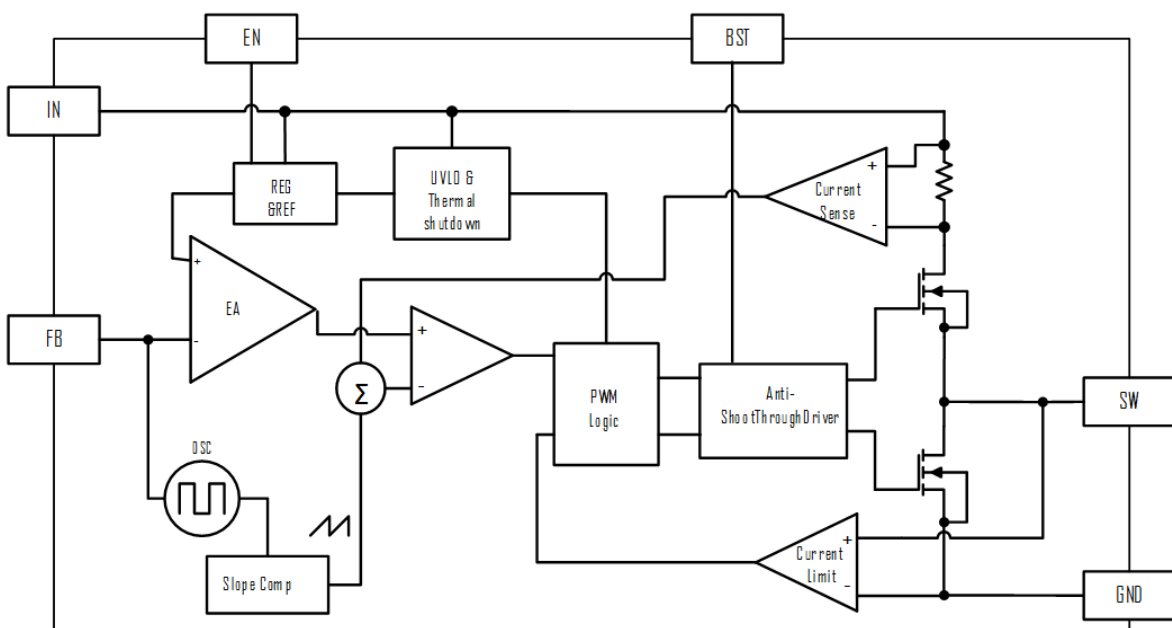 EN
BST
IN
REG
&REF
UVLO &
Thermal
shutdown
+
Current
Sense
-
+
EA
-
FB
+
-
Σ
PWM
Logic
Anti-
ShootThroughDriver
SW
OSC
Slope Comp
+
Current
Limit
-
GND